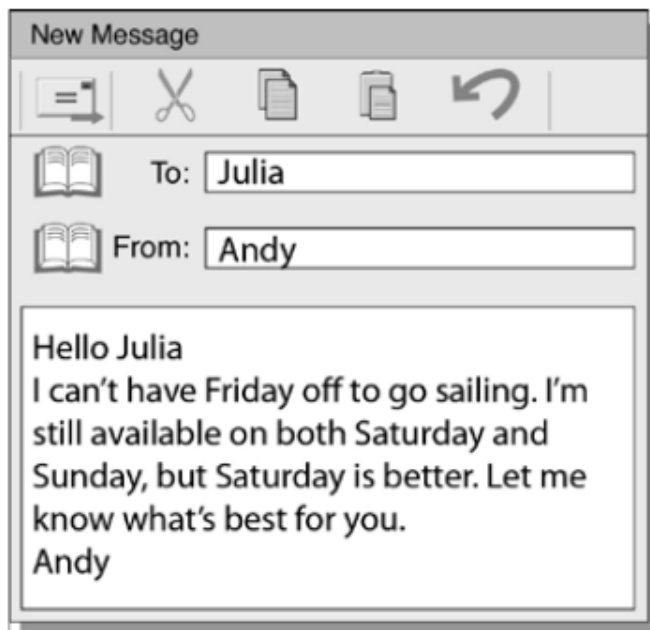 New Message
To: Julia
From: Andy
Hello Julia
I can't have Friday off to go sailing. I'm
still available on both Saturday and
Sunday, but Saturday is better. Let me
know what's best for you.
Andy